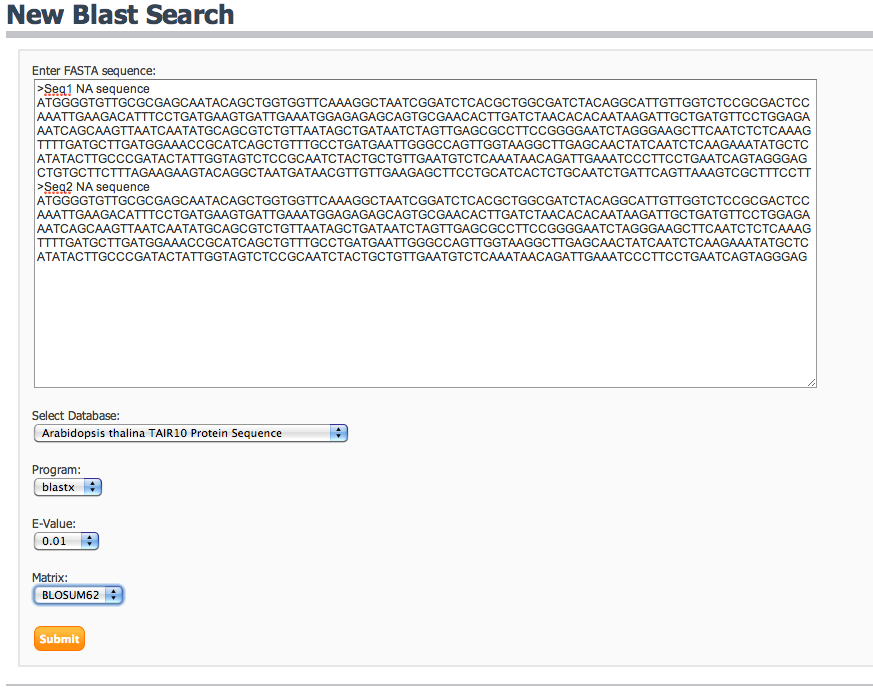 New Blast Search
Enter FASTA sequence:
>Seq1 NA sequence
ATGGGGTGTTGCGCGAGCAATACAGCTGGTGGTTCAAAGGCTAATCGGATCTCACGCTGGCGATCTACAGGCATTGTTGGTCTCCGCGACTCC
AAATTGAAGACATTTCCTGATGAAGTGATTGAAATGGAGAGAGCAGTGCGAACACTTGATCTAACACACAATAAGATTGCTGATGTTCCTGGAGA
AATCAGCAAGTTAATCAATATGCAGCGTCTGTTAATAGCTGATAATCTAGTTGAGCGCCTTCCGGGGAATCTAGGGAAGCTTCAATCTCTCAAAG
TTTTGATGCTTGATGGAAACCGCATCAGCTGTTTGCCTGATGAATTGGGCCAGTTGGTAAGGCTTGAGCAACTATCAATCTCAAGAAATATGCTC
ATATACTTGCCCGATACTATTGGTAGTCTCCGCAATCTACTGCTGTTGAATGTCTCAAATAACAGATTGAAATCCCTTCCTGAATCAGTAGGGAG
CTGTGCTTCTTTAGAAGAAGTACAGGCTAATGATAACGTTGTTGAAGAGCTTCCTGCATCACTCTGCAATCTGATTCAGTTAAAGTCGCTTTCCTT
>Seq2 NA sequence
ATGGGGTGTTGCGCGAGCAATACAGCTGGTGGTTCAAAGGCTAATCGGATCTCACGCTGGCGATCTACAGGCATTGTTGGTCTCCGCGACTCC
AAATTGAAGACATTTCCTGATGAAGTGATTGAAATGGAGAGAGCAGTGCGAACACTTGATCTAACACACAATAAGATTGCTGATGTTCCTGGAGA
AATCAGCAAGTTAATCAATATGCAGCGTCTGTTAATAGCTGATAATCTAGTTGAGCGCCTTCCGGGGAATCTAGGGAAGCTTCAATCTCTCAAAG
TTTTGATGCTTGATGGAAACCGCATCAGCTGTTTGCCTGATGAATTGGGCCAGTTGGTAAGGCTTGAGCAACTATCAATCTCAAGAAATATGCTC
ATATACTTGCCCGATACTATTGGTAGTCTCCGCAATCTACTGCTGTTGAATGTCTCAAATAACAGATTGAAATCCCTTCCTGAATCAGTAGGGAG
Select Database:
Arabidopsis thalina TAIR10 Protein Sequence
Program:
blastx
E-Value:
0.01
Matrix:
BLOSUM62
Submit